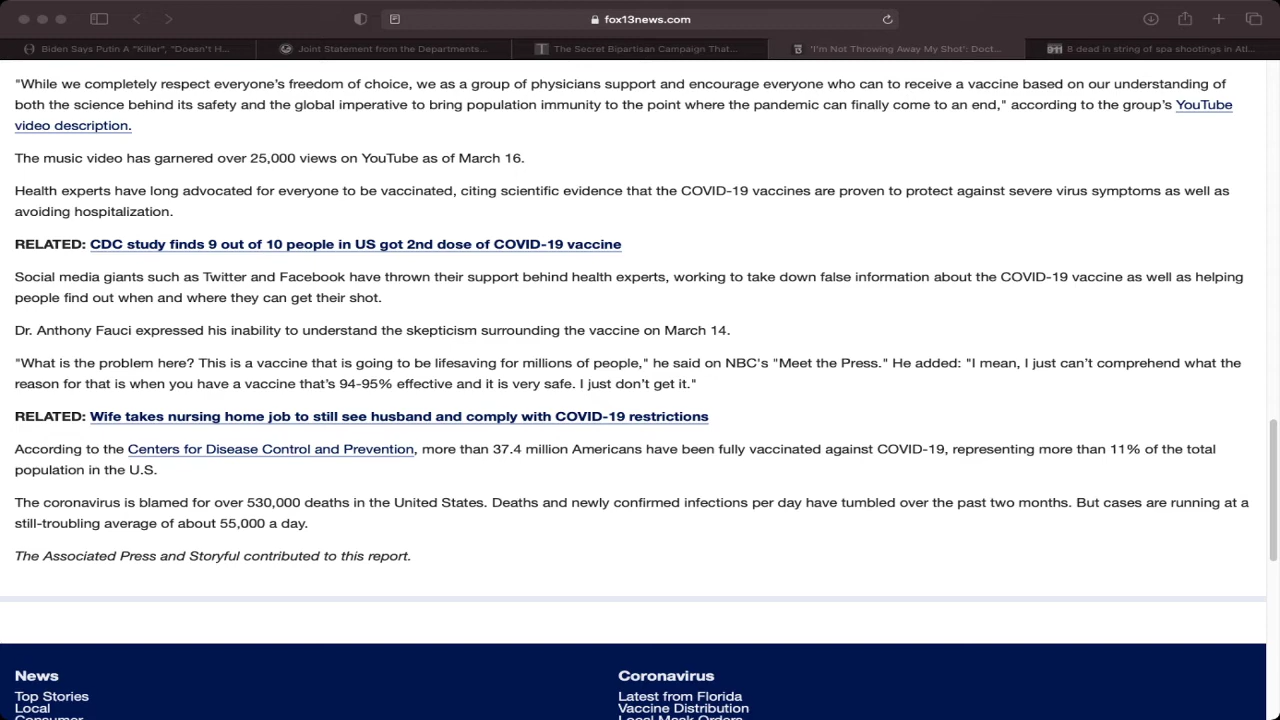 fox13news.com
Biden Says Putin A "Killer", "Doesn't H...
Joint Statement from the Departments...
The Secret Bipartisan Campaign That...
'I'm Not Throwing Away My Shot': Doct...
8 dead in string of spa shootings in Atl...
"While we completely respect everyone's freedom of choice, we as a group of physicians support and encourage everyone who can to receive a vaccine based on our understanding of
both the science behind its safety and the global imperative to bring population immunity to the point where the pandemic can finally come to an end," according to the group's YouTube
video description.
The music video has garnered over 25,000 views on YouTube as of March 16.
Health experts have long advocated for everyone to be vaccinated, citing scientific evidence that the COVID-19 vaccines are proven to protect against severe virus symptoms as well as
avoiding hospitalization.
RELATED: CDC study finds 9 out of 10 people in US got 2nd dose of COVID-19 vaccine
Social media giants such as Twitter and Facebook have thrown their support behind health experts, working to take down false information about the COVID-19 vaccine as well as helping
people find out when and where they can get their shot.
Dr. Anthony Fauci expressed his inability to understand the skepticism surrounding the vaccine on March 14.
"What is the problem here? This is a vaccine that is going to be lifesaving for millions of people," he said on NBC's "Meet the Press." He added: "I mean, I just can't comprehend what the
reason for that is when you have a vaccine that's 94-95% effective and it is very safe. I just don't get it."
RELATED: Wife takes nursing home job to still see husband and comply with COVID-19 restrictions
According to the Centers for Disease Control and Prevention, more than 37.4 million Americans have been fully vaccinated against COVID-19, representing more than 11% of the total
population in the U.S.
The coronavirus is blamed for over 530,000 deaths in the United States. Deaths and newly confirmed infections per day have tumbled over the past two months. But cases are running at a
still-troubling average of about 55,000 a day.
The Associated Press and Storyful contributed to this report.
News
Top Stories
Local
Consumer
Coronavirus
Latest from Florida
Vaccine Distribution
Local Mask Orders